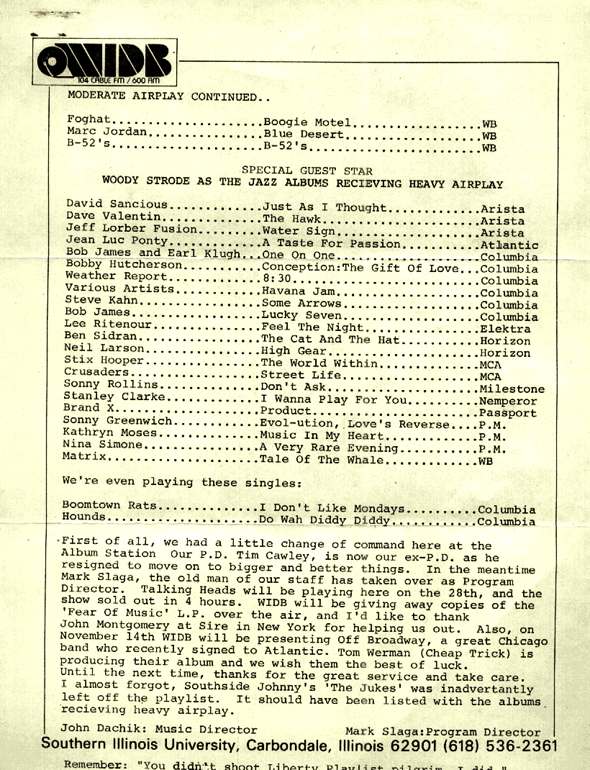 WIDB
104 CABLE FM / 600 AM
MODERATE AIRPLAY CONTINUED..
Foghat.....................Boogie Motel..................WB
Marc Jordan................Blue Desert...................WB
B-52's.....................B-52's........................WB
SPECIAL GUEST STAR
WOODY STRODE AS THE JAZZ ALBUMS RECIEVING HEAVY AIRPLAY
David Sancious.............Just As I Thought.............Arista
Dave Valentin..............The Hawk......................Arista
Jeff Lorber Fusion.........Water Sign....................Arista
Jean Luc Ponty.............A Taste For Passion...........Atlantic
Bob James and Earl Klugh...One On One....................Columbia
Bobby Hutcherson...........Conception:The Gift Of Love...Columbia
Weather Report.............8:30..........................Columbia
Various Artists............Havana Jam....................Columbia
Steve Kahn.................Some Arrows...................Columbia
Bob James..................Lucky Seven...................Columbia
Lee Ritenour...............Feel The Night................Elektra
Ben Sidran.................The Cat And The Hat...........Horizon
Neil Larson................High Gear.....................Horizon
Stix Hooper................The World Within..............MCA
Crusaders..................Street Life...................MCA
Sonny Rollins..............Don't Ask.....................Milestone
Stanley Clarke.............I Wanna Play For You..........Nemperor
Brand X....................Product.......................Passport
Sonny Greenwich............Evol-ution, Love's Reverse....P.M.
Kathryn Moses..............Music In My Heart.............P.M.
Nina Simone................A Very Rare Evening...........P.M.
Matrix.....................Tale Of The Whale.............WB
We're even playing these singles:
Boomtown Rats..............I Don't Like Mondays..........Columbia
Hounds.....................Do Wah Diddy Diddy............Columbia
First of all, we had a little change of command here at the
Album Station Our P.D. Tim Cawley, is now our ex-P.D. as he
resigned to move on to bigger and better things. In the meantime
Mark Slaga, the old man of our staff has taken over as Program
Director. Talking Heads will be playing here on the 28th, and the
show sold out in 4 hours. WIDB will be giving away copies of the
'Fear Of Music' L.P. over the air, and I'd like to thank
John Montgomery at Sire in New York for helping us out. Also, on
November 14th WIDB will be presenting Off Broadway, a great Chicago
band who recently signed to Atlantic. Tom Werman (Cheap Trick) is
producing their album and we wish them the best of luck.
Until the next time, thanks for the great service and take care.
I almost forgot, Southside Johnny's 'The Jukes' was inadvertantly
left off the playlist. It should have been listed with the albums
recieving heavy airplay.
John Dachik: Music Director Mark Slaga:Program Director
Southern Illinois University, Carbondale, Illinois 62901 (618) 536-2361
Remember: "You didn't shoot Liberty Playlist pilgrim, I did."